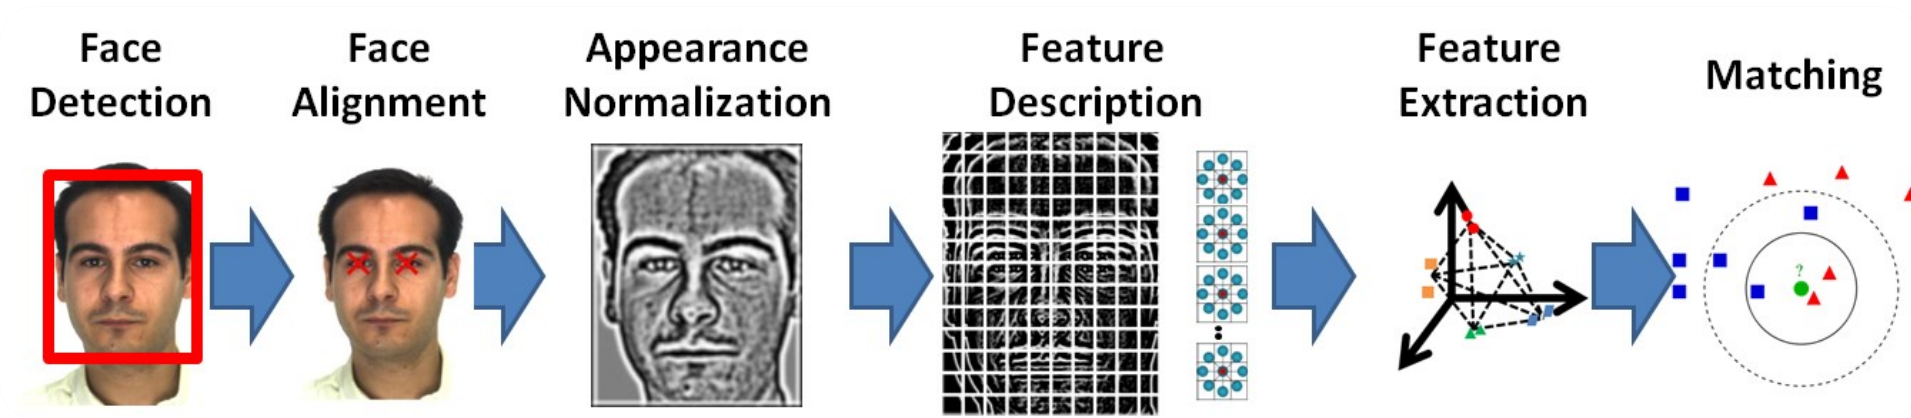 Face
Detection
Face
Alignment
Appearance
Normalization
Feature
Description
Feature
Extraction
Matching
?